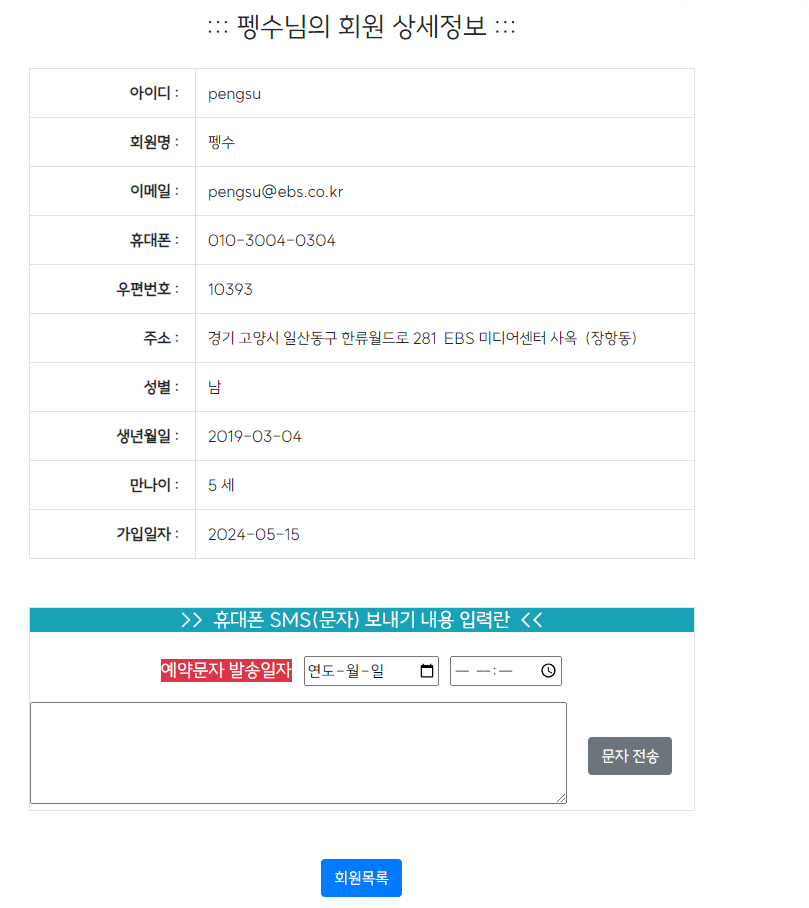 ::: 펭수님의 회원 상세정보 :::
아이디 : pengsu
회원명 : 펭수
이메일 : pengsu@ebs.co.kr
휴대폰 : 010-3004-0304
우편번호 : 10393
주소 : 경기 고양시 일산동구 한류월드로 281 EBS 미디어센터 사옥 (장항동)
성별 : 남
생년월일 : 2019-03-04
만나이 : 5 세
가입일자 : 2024-05-15
>> 휴대폰 SMS(문자) 보내기 내용 입력란 <<
예약문자 발송일자 연도-월-일 -- --:--
문자 전송
회원목록